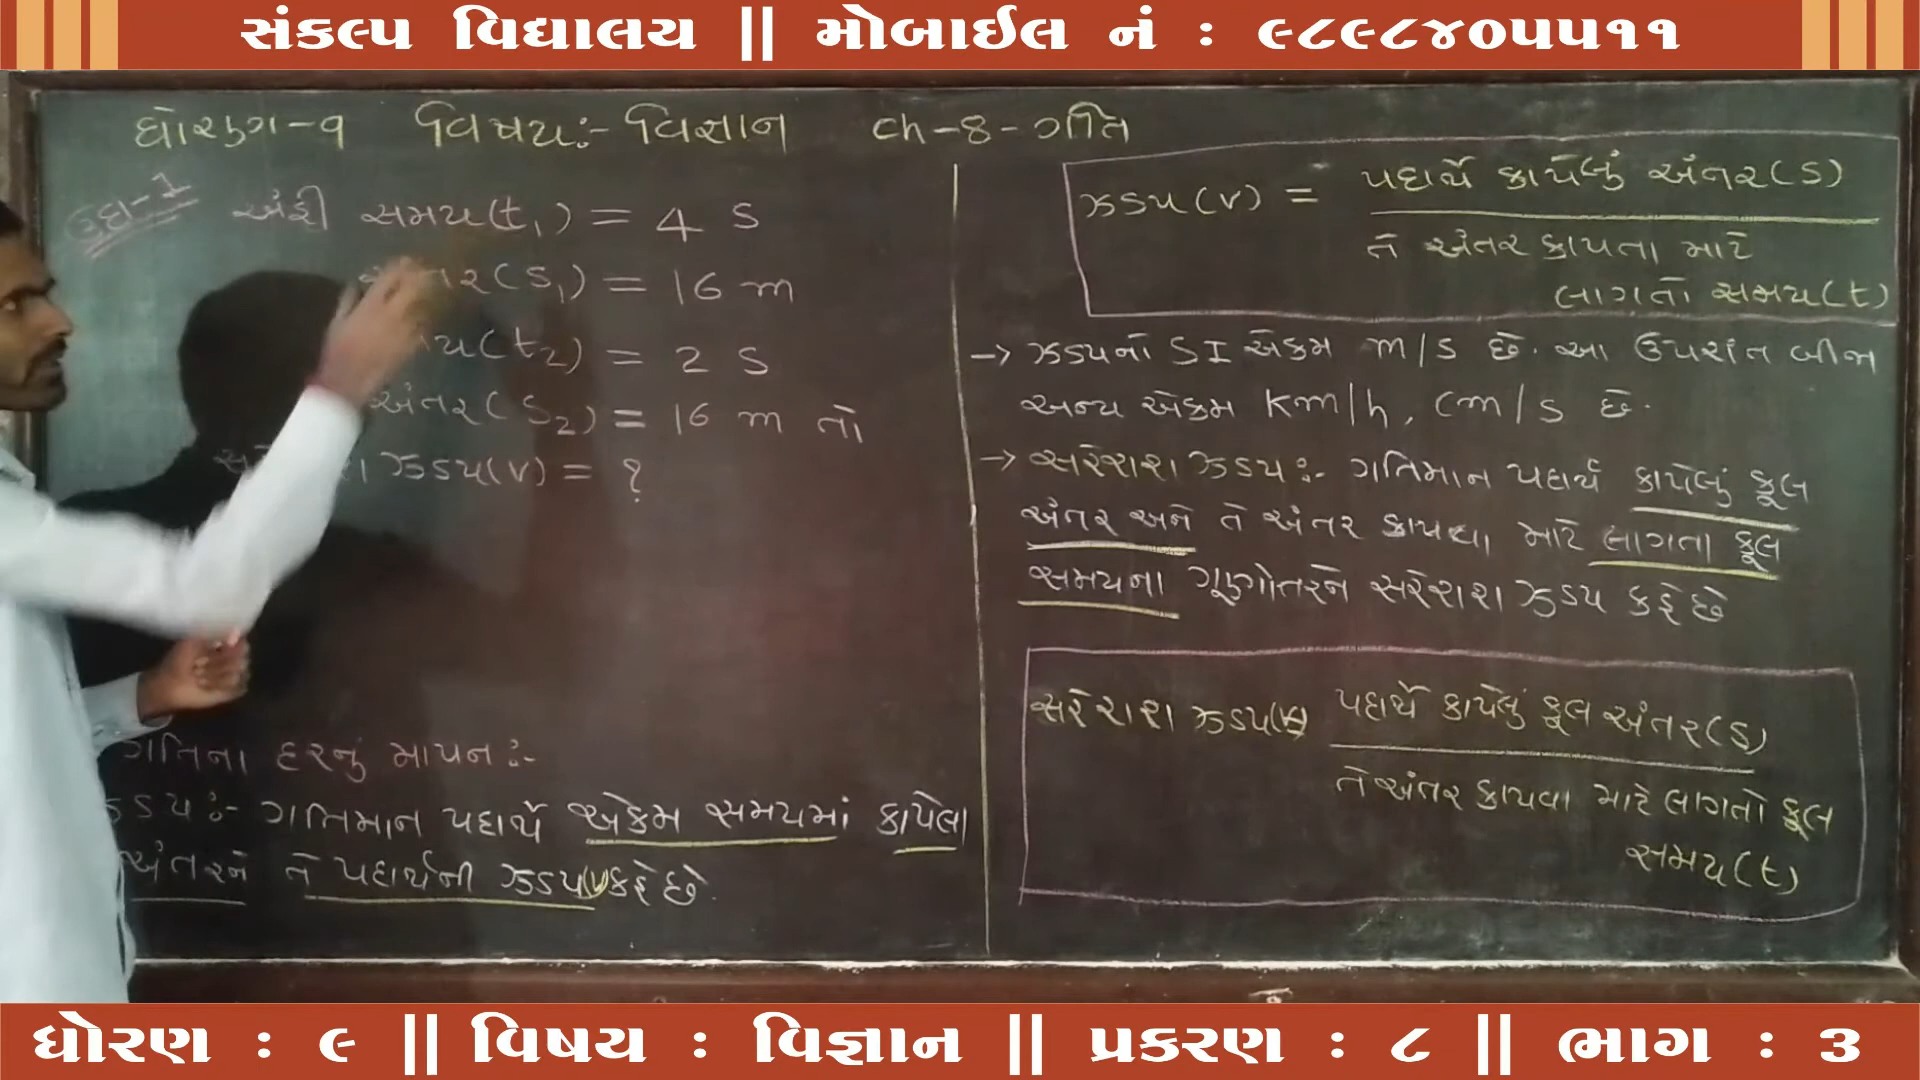 સંકલ્પ વિદ્યાલય || મોબાઈલ નં : ૯૮૯૮૪૦૫૫૧૧
ધોરણ-૧ વિષય:- વિજ્ઞાન ch-8-ગતિ
ઉદા-1 અંહી સમય(t₁) = 4 s
(s₁) = 16 m
(t₂) = 2 s
અંતર(s₂) = 16 m તો
ઝડપ(v) = ?
ગતિના દરનું માપન:-
ગતિમાન પદાર્થે એકમ સમયમાં કાપેલા
અંતરને તે પદાર્થની ઝડપ(v) કહે છે.
ઝડપ(v) = પદાર્થે કાપેલું અંતર(s)
તે અંતર કાપતા માટે
લાગતો સમય(t)
→ ઝડપનો SI એકમ m/s છે. આ ઉપરાંત બીજા
અન્ય એકમ Km/h, cm/s છે.
→ સરેરાશ ઝડપ:- ગતિમાન પદાર્થે કાપેલું કૂલ
અંતર અને તે અંતર કાપવા માટે લાગતા કૂલ
સમયના ગૂણોતરને સરેરાશ ઝડપ કહે છે
સરેરાશ ઝડપ(v) પદાર્થે કાપેલું કૂલ અંતર(s)
તે અંતર કાપવા માટે લાગતો કૂલ
સમય(t)
ધોરણ : ૯ || વિષય : વિજ્ઞાન || પ્રકરણ : ૮ || ભાગ : ૩